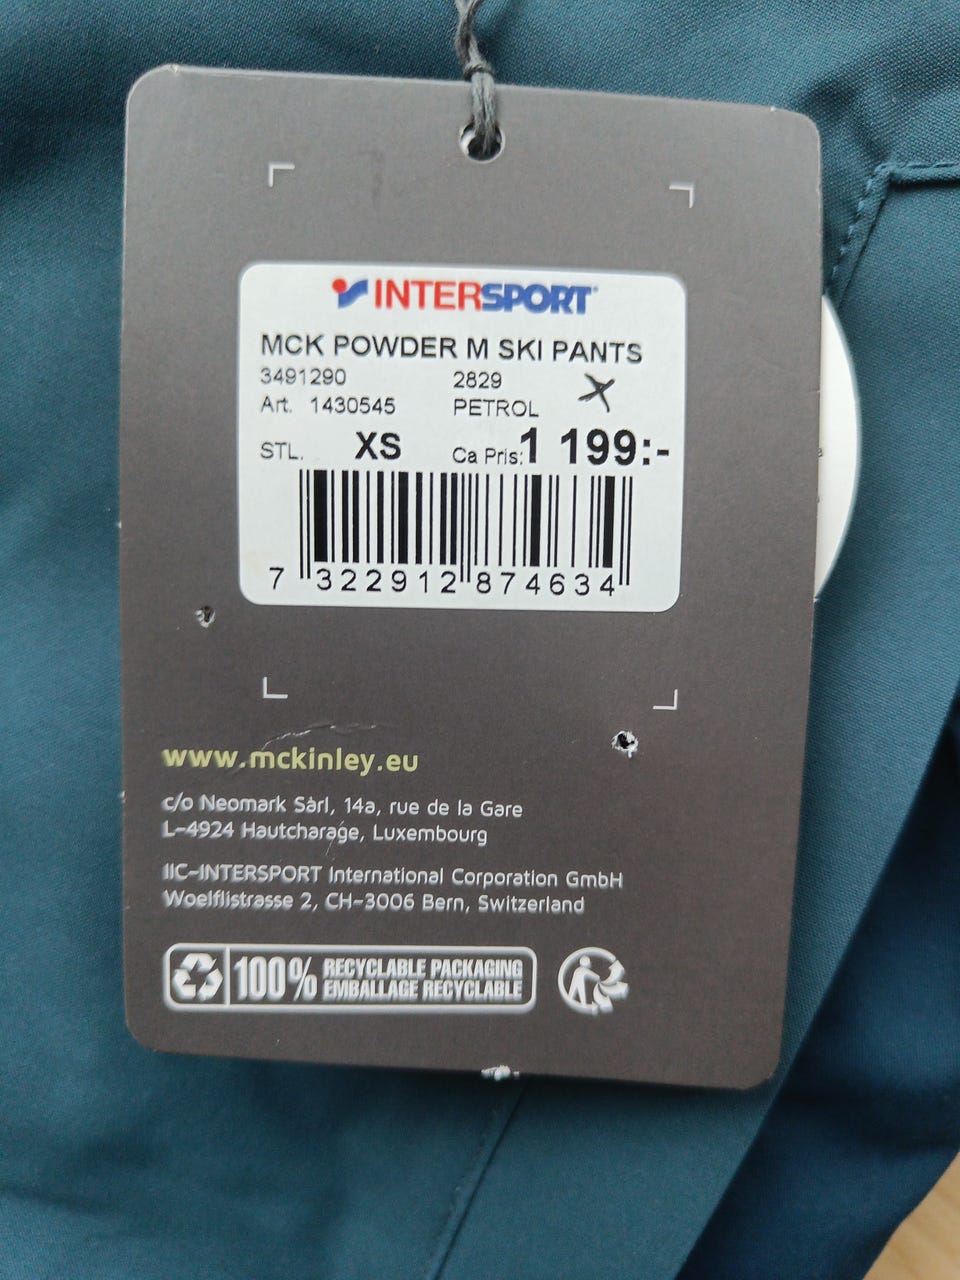 INTERSPORT
MCK POWDER M SKI PANTS
3491290 2829
Art. 1430545 PETROL
STL. XS Ca Pris: 1 199:-
7 322912 874634
www.mckinley.eu
c/o Neomark Sàrl, 14a, rue de la Gare
L-4924 Hautcharage, Luxembourg
IIC-INTERSPORT International Corporation GmbH
Woelflistrasse 2, CH-3006 Bern, Switzerland
100% RECYCLABLE PACKAGING
EMBALLAGE RECYCLABLE